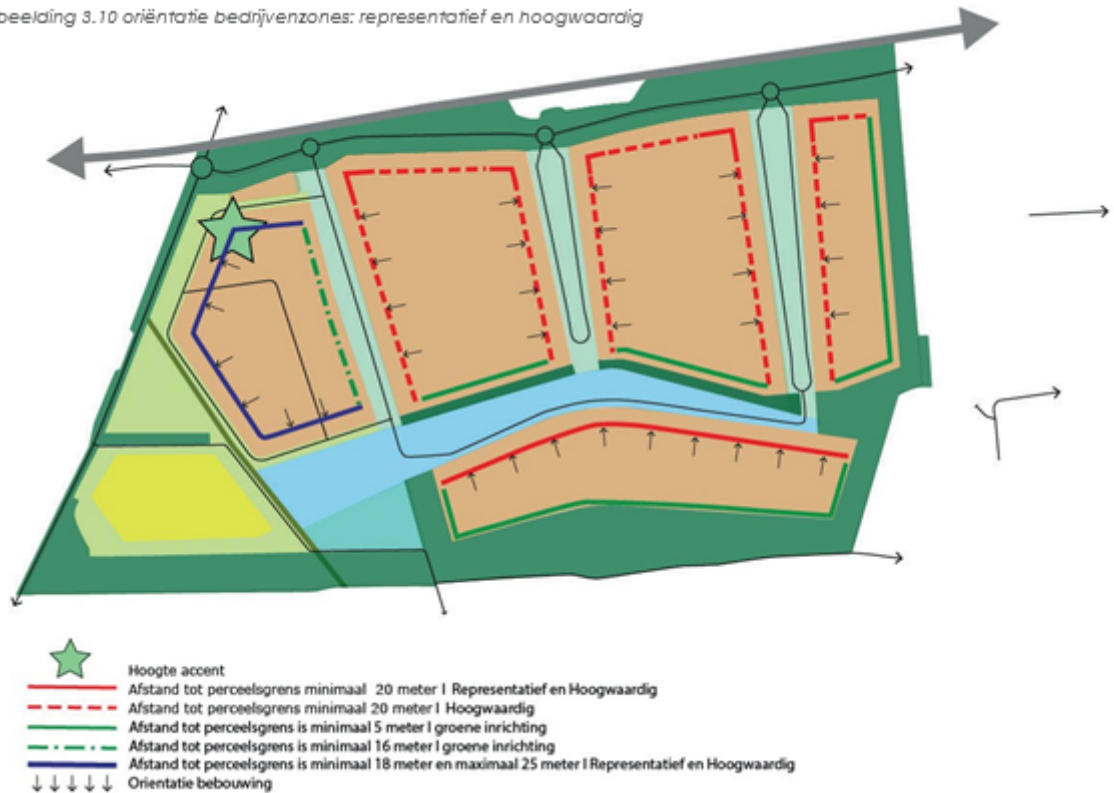 beelding 3.10 oriëntatie bedrijvenzones: representatief en hoogwaardig
Hoogte accent
Afstand tot perceelsgrens minimaal 20 meter I Representatief en Hoogwaardig
Afstand tot perceelsgrens minimaal 20 meter I Hoogwaardig
Afstand tot perceelsgrens is minimaal 5 meter I groene inrichting
Afstand tot perceelsgrens is minimaal 16 meter I groene inrichting
Afstand tot perceelsgrens is minimaal 18 meter en maximaal 25 meter I Representatief en Hoogwaardig
Orientatie bebouwing